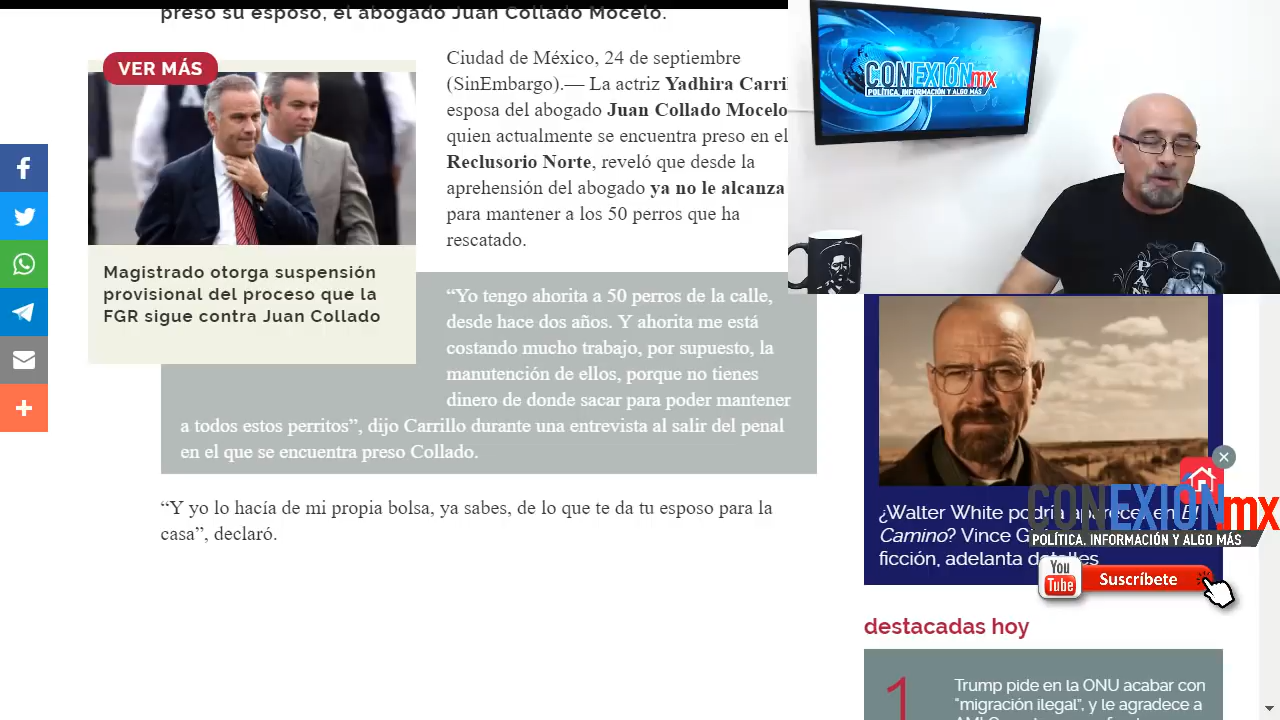 preso su esposo, el abogado Juan Collado Mocelo.
VER MÁS
Magistrado otorga suspensión
provisional del proceso que la
FGR sigue contra Juan Collado
Ciudad de México, 24 de septiembre
(SinEmbargo).— La actriz Yadhira Carri
esposa del abogado Juan Collado Mocelo
quien actualmente se encuentra preso en el
Reclusorio Norte, reveló que desde la
aprehensión del abogado ya no le alcanza
para mantener a los 50 perros que ha
rescatado.
“Yo tengo ahorita a 50 perros de la calle,
desde hace dos años. Y ahorita me está
costando mucho trabajo, por supuesto, la
manutención de ellos, porque no tienes
dinero de donde sacar para poder mantener
a todos estos perritos”, dijo Carrillo durante una entrevista al salir del penal
en el que se encuentra preso Collado.
“Y yo lo hacía de mi propia bolsa, ya sabes, de lo que te da tu esposo para la
casa”, declaró.
CONEXIÓNmx
POLÍTICA, INFORMACIÓN Y ALGO MÁS
¿Walter White podría aparecer en El
Camino? Vince
ficción, adelanta detalles
CONEXIÓNmx
POLÍTICA, INFORMACIÓN Y ALGO MÁS
You
Tube
Suscríbete
destacadas hoy
1
Trump pide en la ONU acabar con
"migración ilegal", y le agradece a